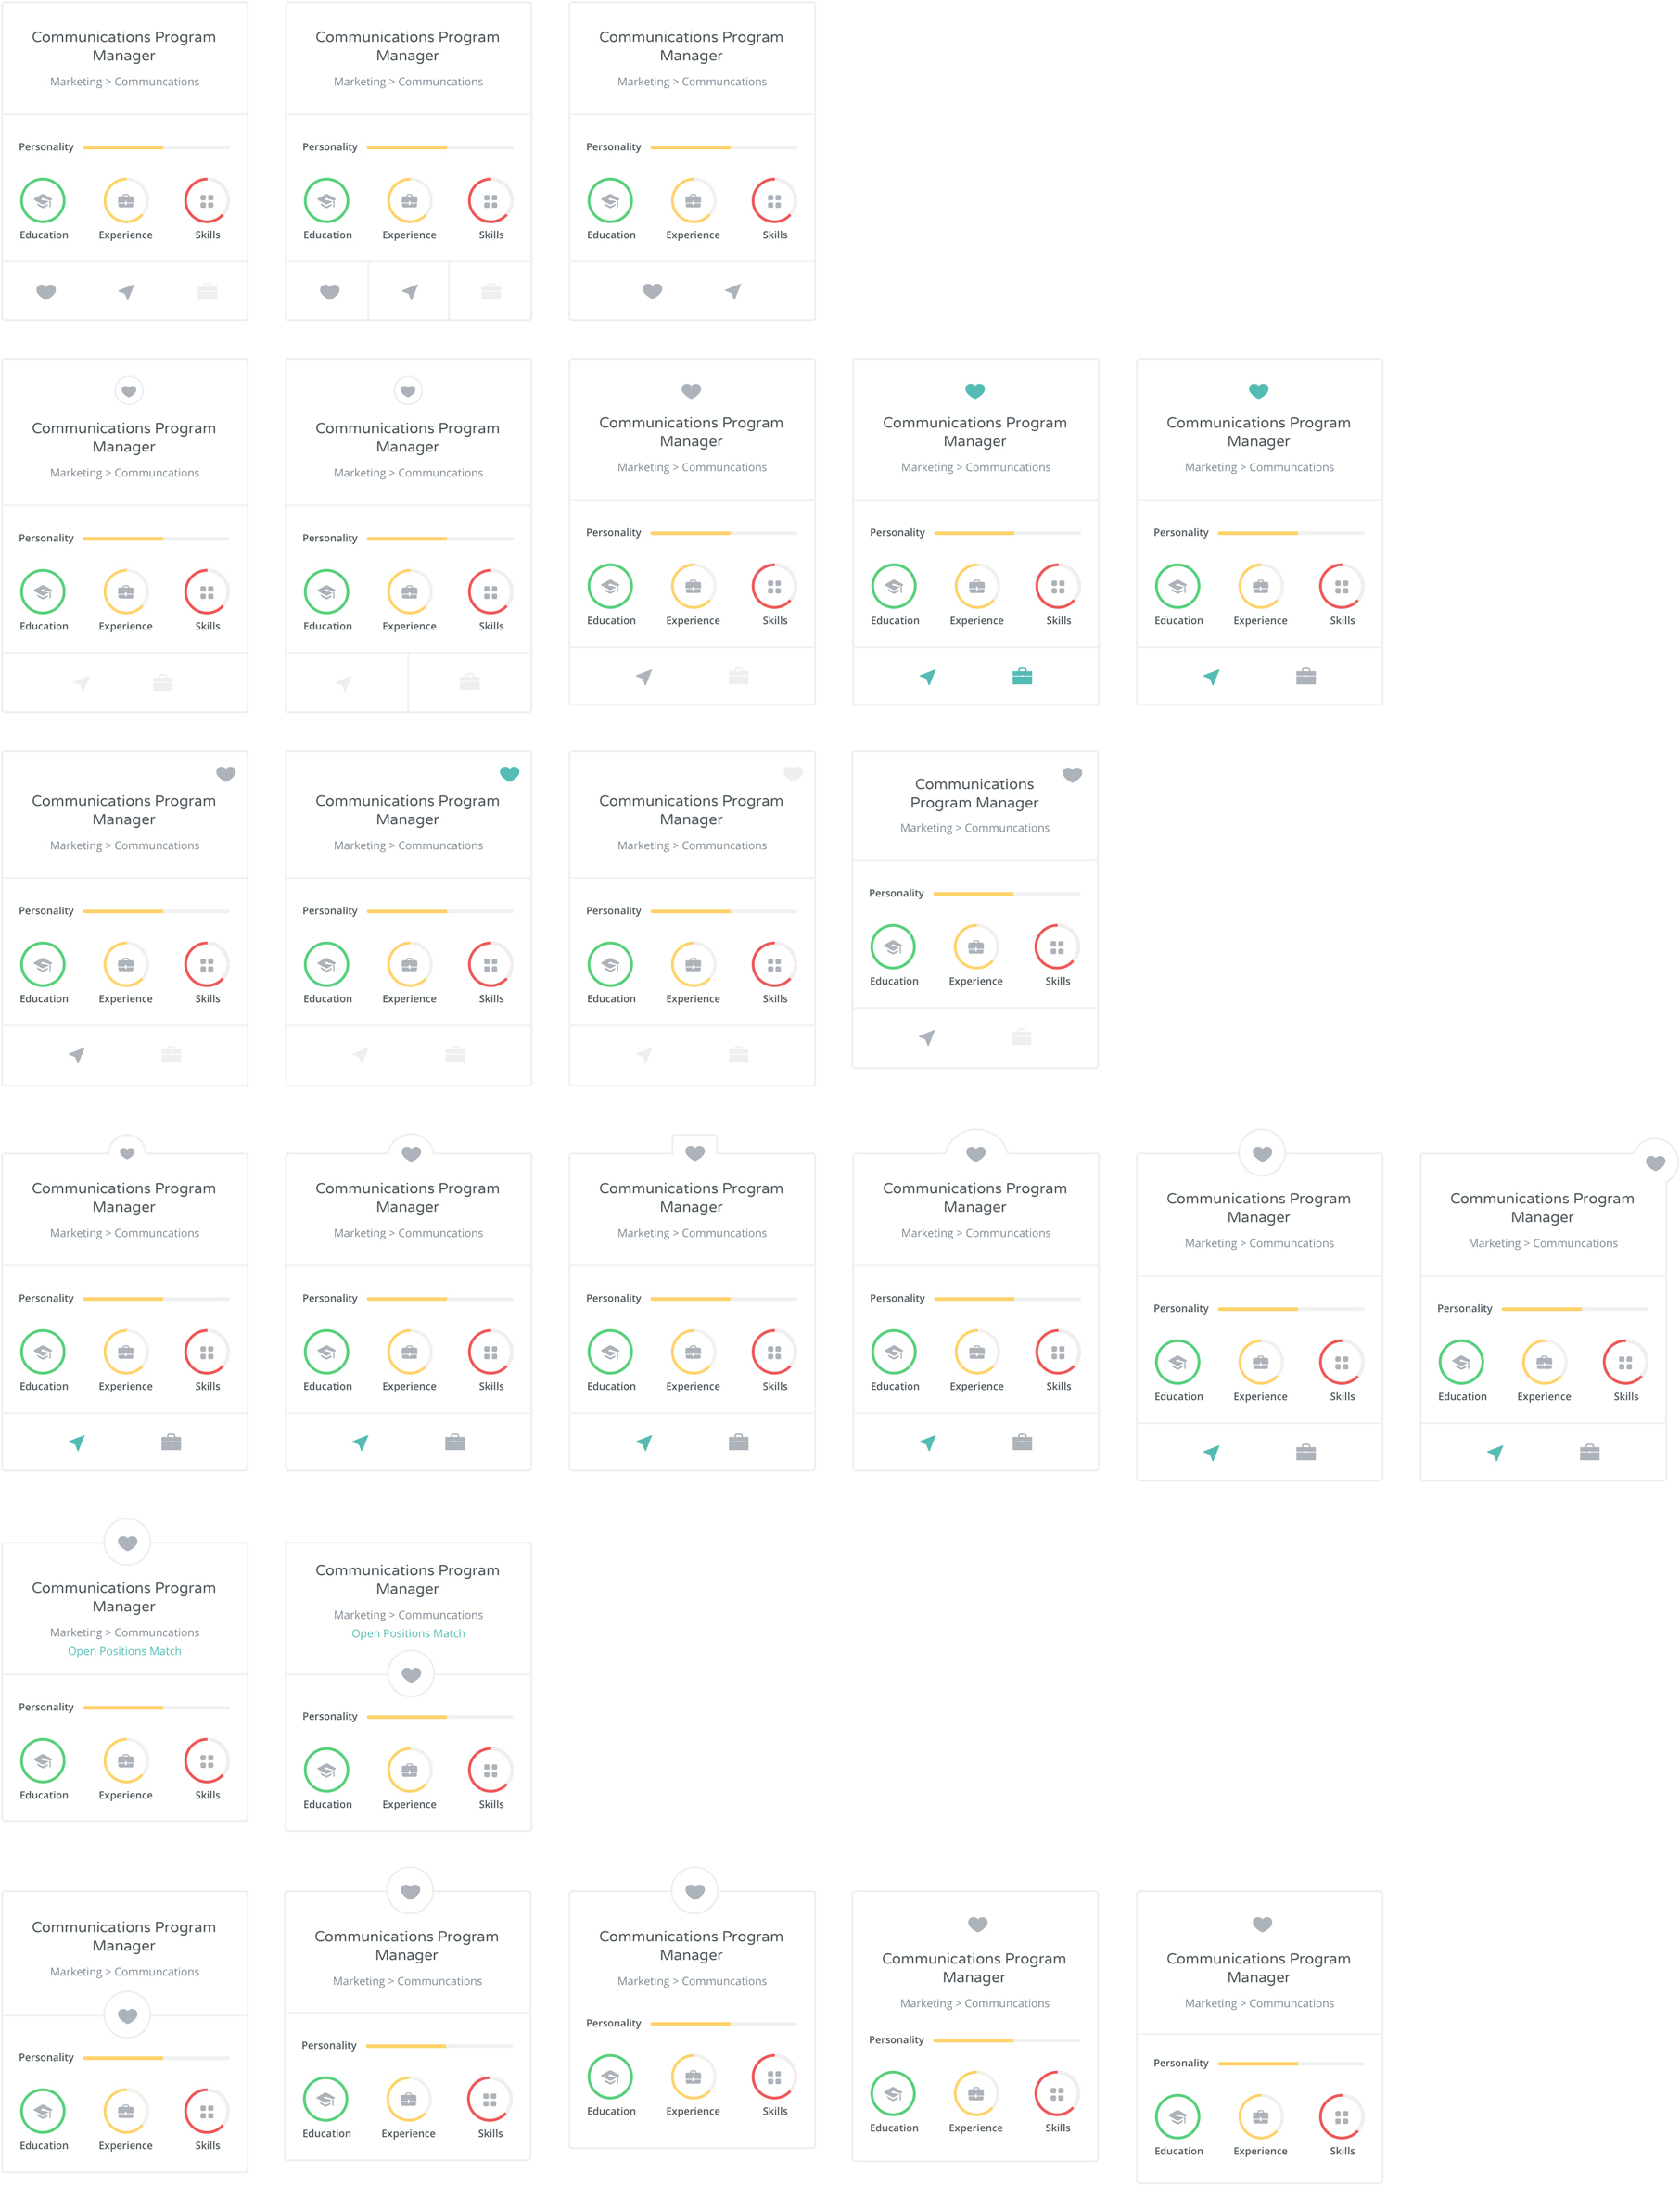 Communications Program
Manager
Marketing > Communcations
Personality
Education
Experience
Skills
Communications Program
Manager
Marketing > Communcations
Personality
Education
Experience
Skills
Communications Program
Manager
Marketing > Communcations
Personality
Education
Experience
Skills
Communications Program
Manager
Marketing > Communcations
Personality
Education
Experience
Skills
Communications Program
Manager
Marketing > Communcations
Personality
Education
Experience
Skills
Communications Program
Manager
Marketing > Communcations
Personality
Education
Experience
Skills
Communications Program
Manager
Marketing > Communcations
Personality
Education
Experience
Skills
Communications Program
Manager
Marketing > Communcations
Personality
Education
Experience
Skills
Communications Program
Manager
Marketing > Communcations
Personality
Education
Experience
Skills
Communications Program
Manager
Marketing > Communcations
Personality
Education
Experience
Skills
Communications Program
Manager
Marketing > Communcations
Personality
Education
Experience
Skills
Communications
Program Manager
Marketing > Communcations
Personality
Education
Experience
Skills
Communications Program
Manager
Marketing > Communcations
Personality
Education
Experience
Skills
Communications Program
Manager
Marketing > Communcations
Personality
Education
Experience
Skills
Communications Program
Manager
Marketing > Communcations
Personality
Education
Experience
Skills
Communications Program
Manager
Marketing > Communcations
Personality
Education
Experience
Skills
Communications Program
Manager
Marketing > Communcations
Personality
Education
Experience
Skills
Communications Program
Manager
Marketing > Communcations
Personality
Education
Experience
Skills
Communications Program
Manager
Marketing > Communcations
Open Positions Match
Personality
Education
Experience
Skills
Communications Program
Manager
Marketing > Communcations
Open Positions Match
Personality
Education
Experience
Skills
Communications Program
Manager
Marketing > Communcations
Personality
Education
Experience
Skills
Communications Program
Manager
Marketing > Communcations
Personality
Education
Experience
Skills
Communications Program
Manager
Marketing > Communcations
Personality
Education
Experience
Skills
Communications Program
Manager
Marketing > Communcations
Personality
Education
Experience
Skills
Communications Program
Manager
Marketing > Communcations
Personality
Education
Experience
Skills